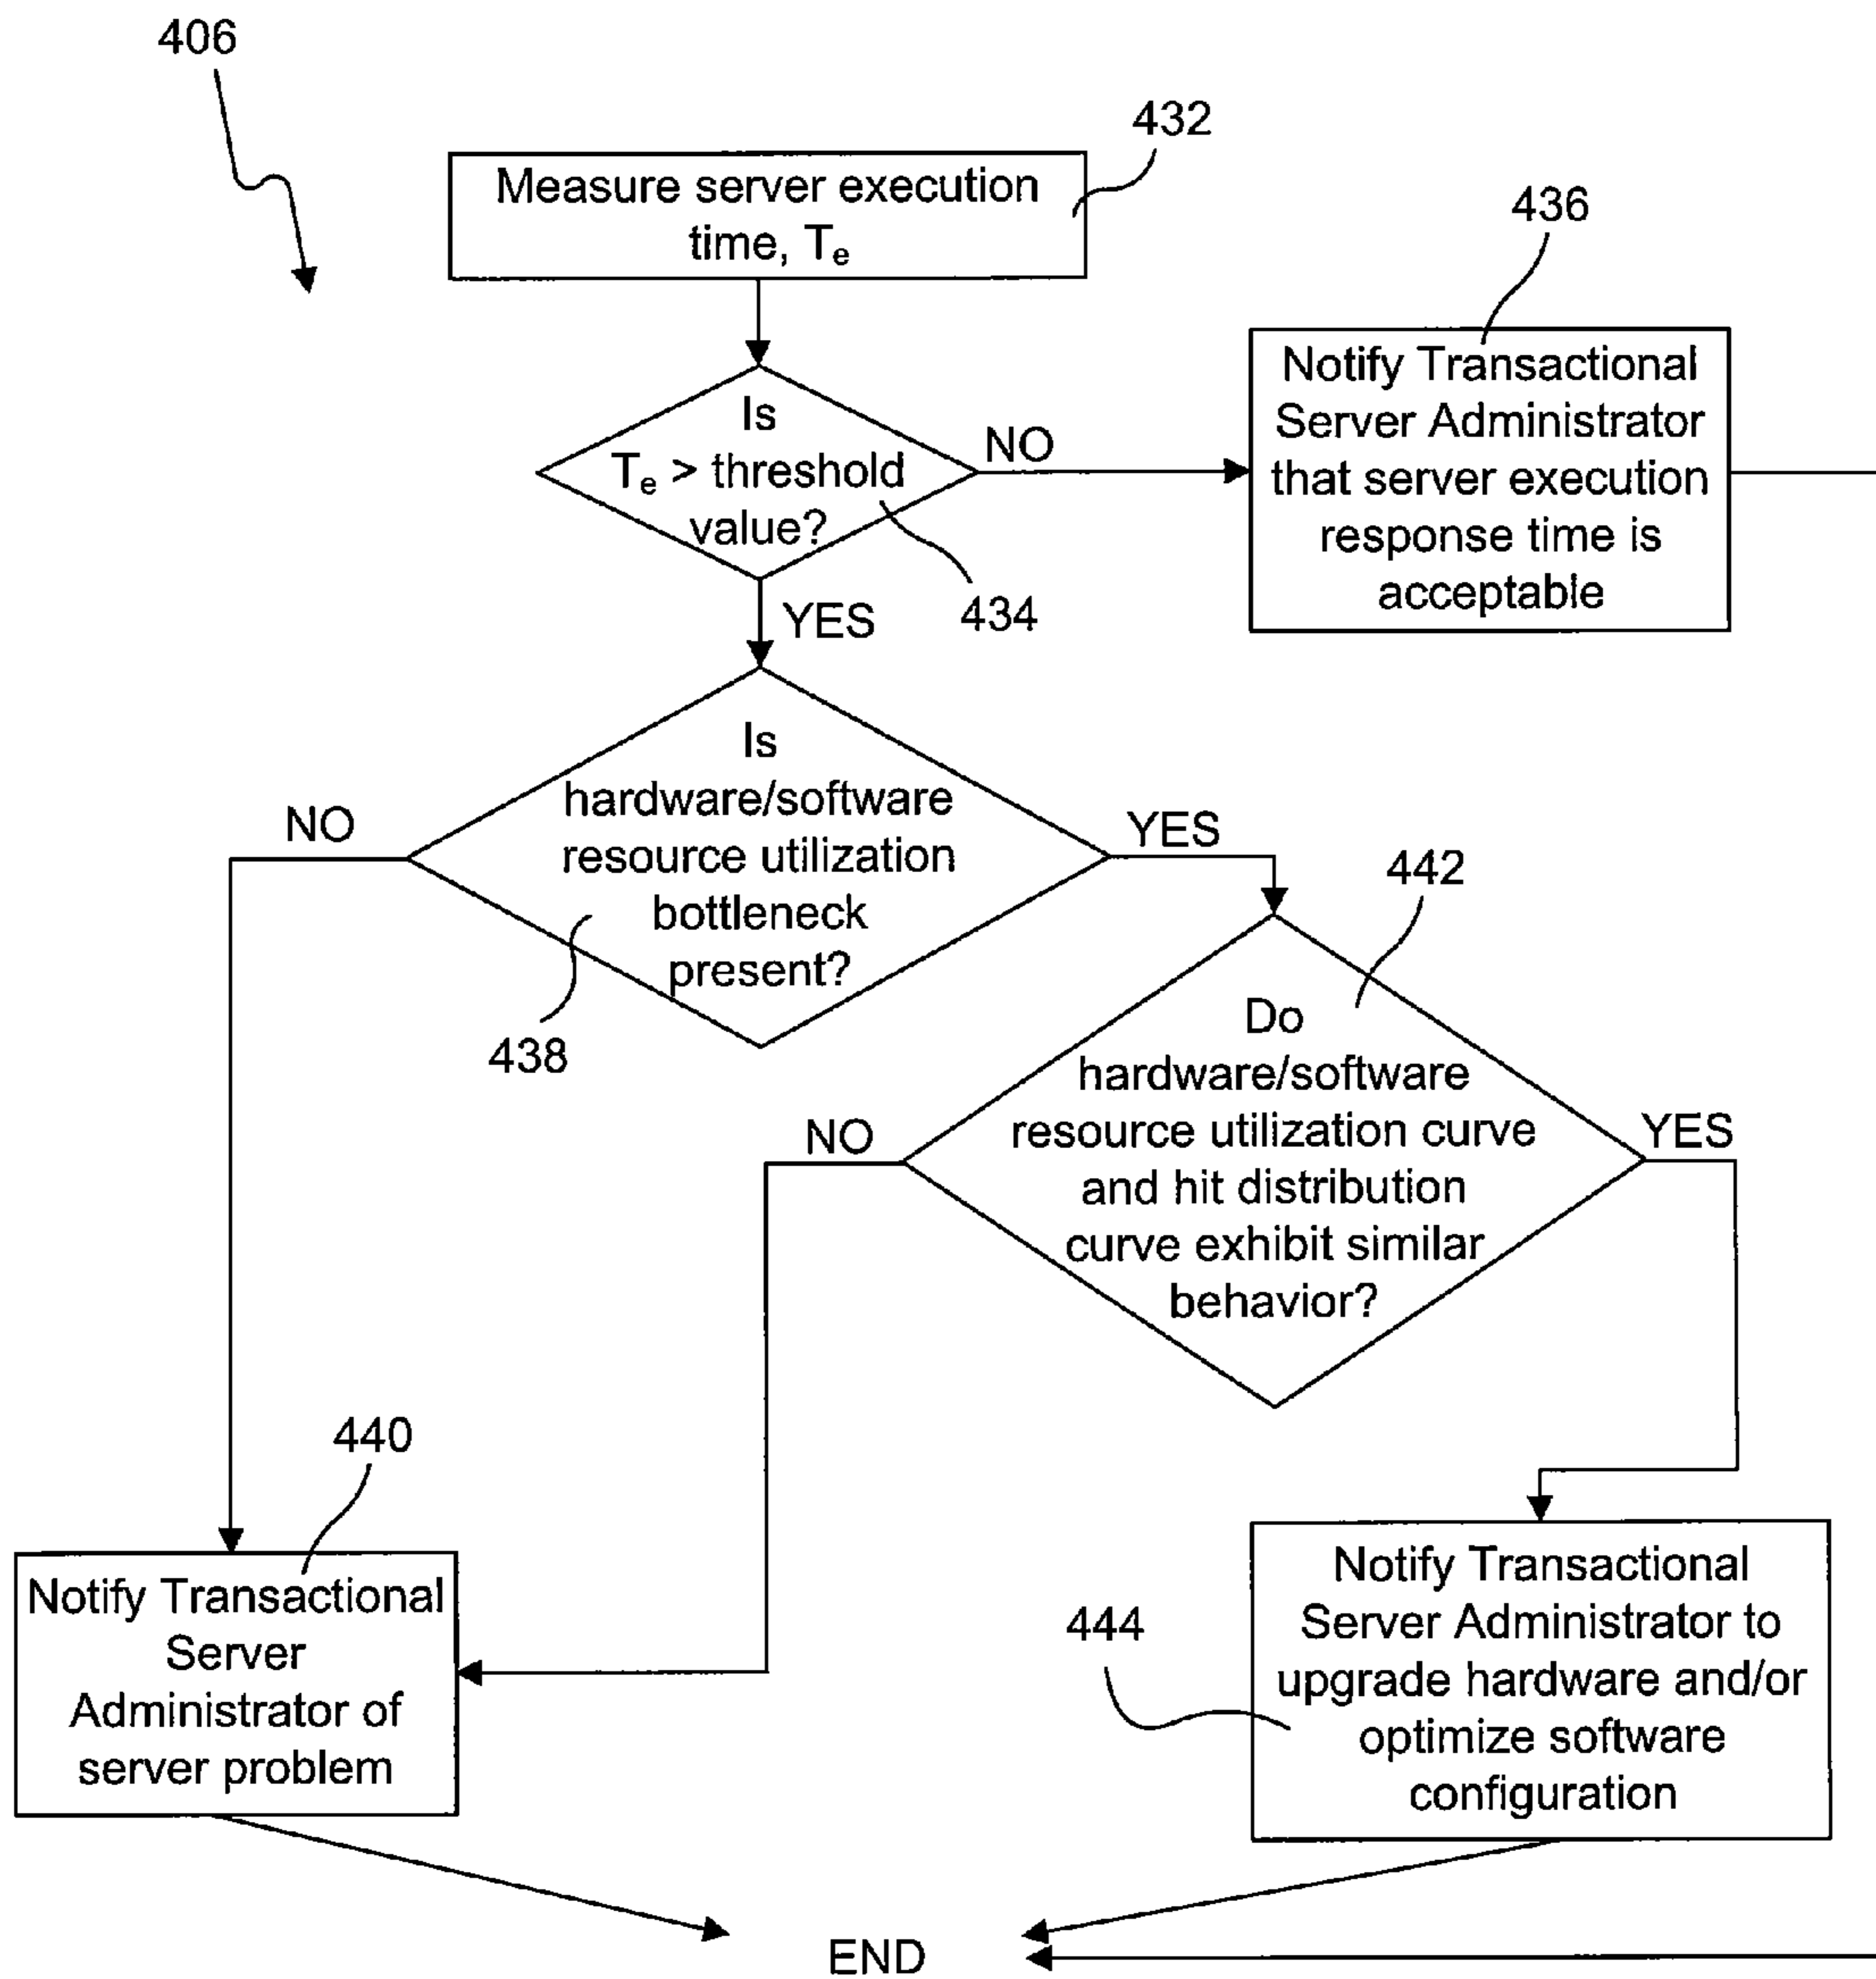 406
432
Measure server execution
time, Te
436
Notify Transactional
Server Administrator
that server execution
response time is
acceptable
Is
Te > threshold
value?
NO
434
YES
Is
hardware/software
resource utilization
bottleneck
present?
NO
YES
438
442
Do
hardware/software
resource utilization curve
and hit distribution
curve exhibit similar
behavior?
NO
YES
440
Notify Transactional
Server
Administrator of
server problem
444
Notify Transactional
Server Administrator to
upgrade hardware and/or
optimize software
configuration
END